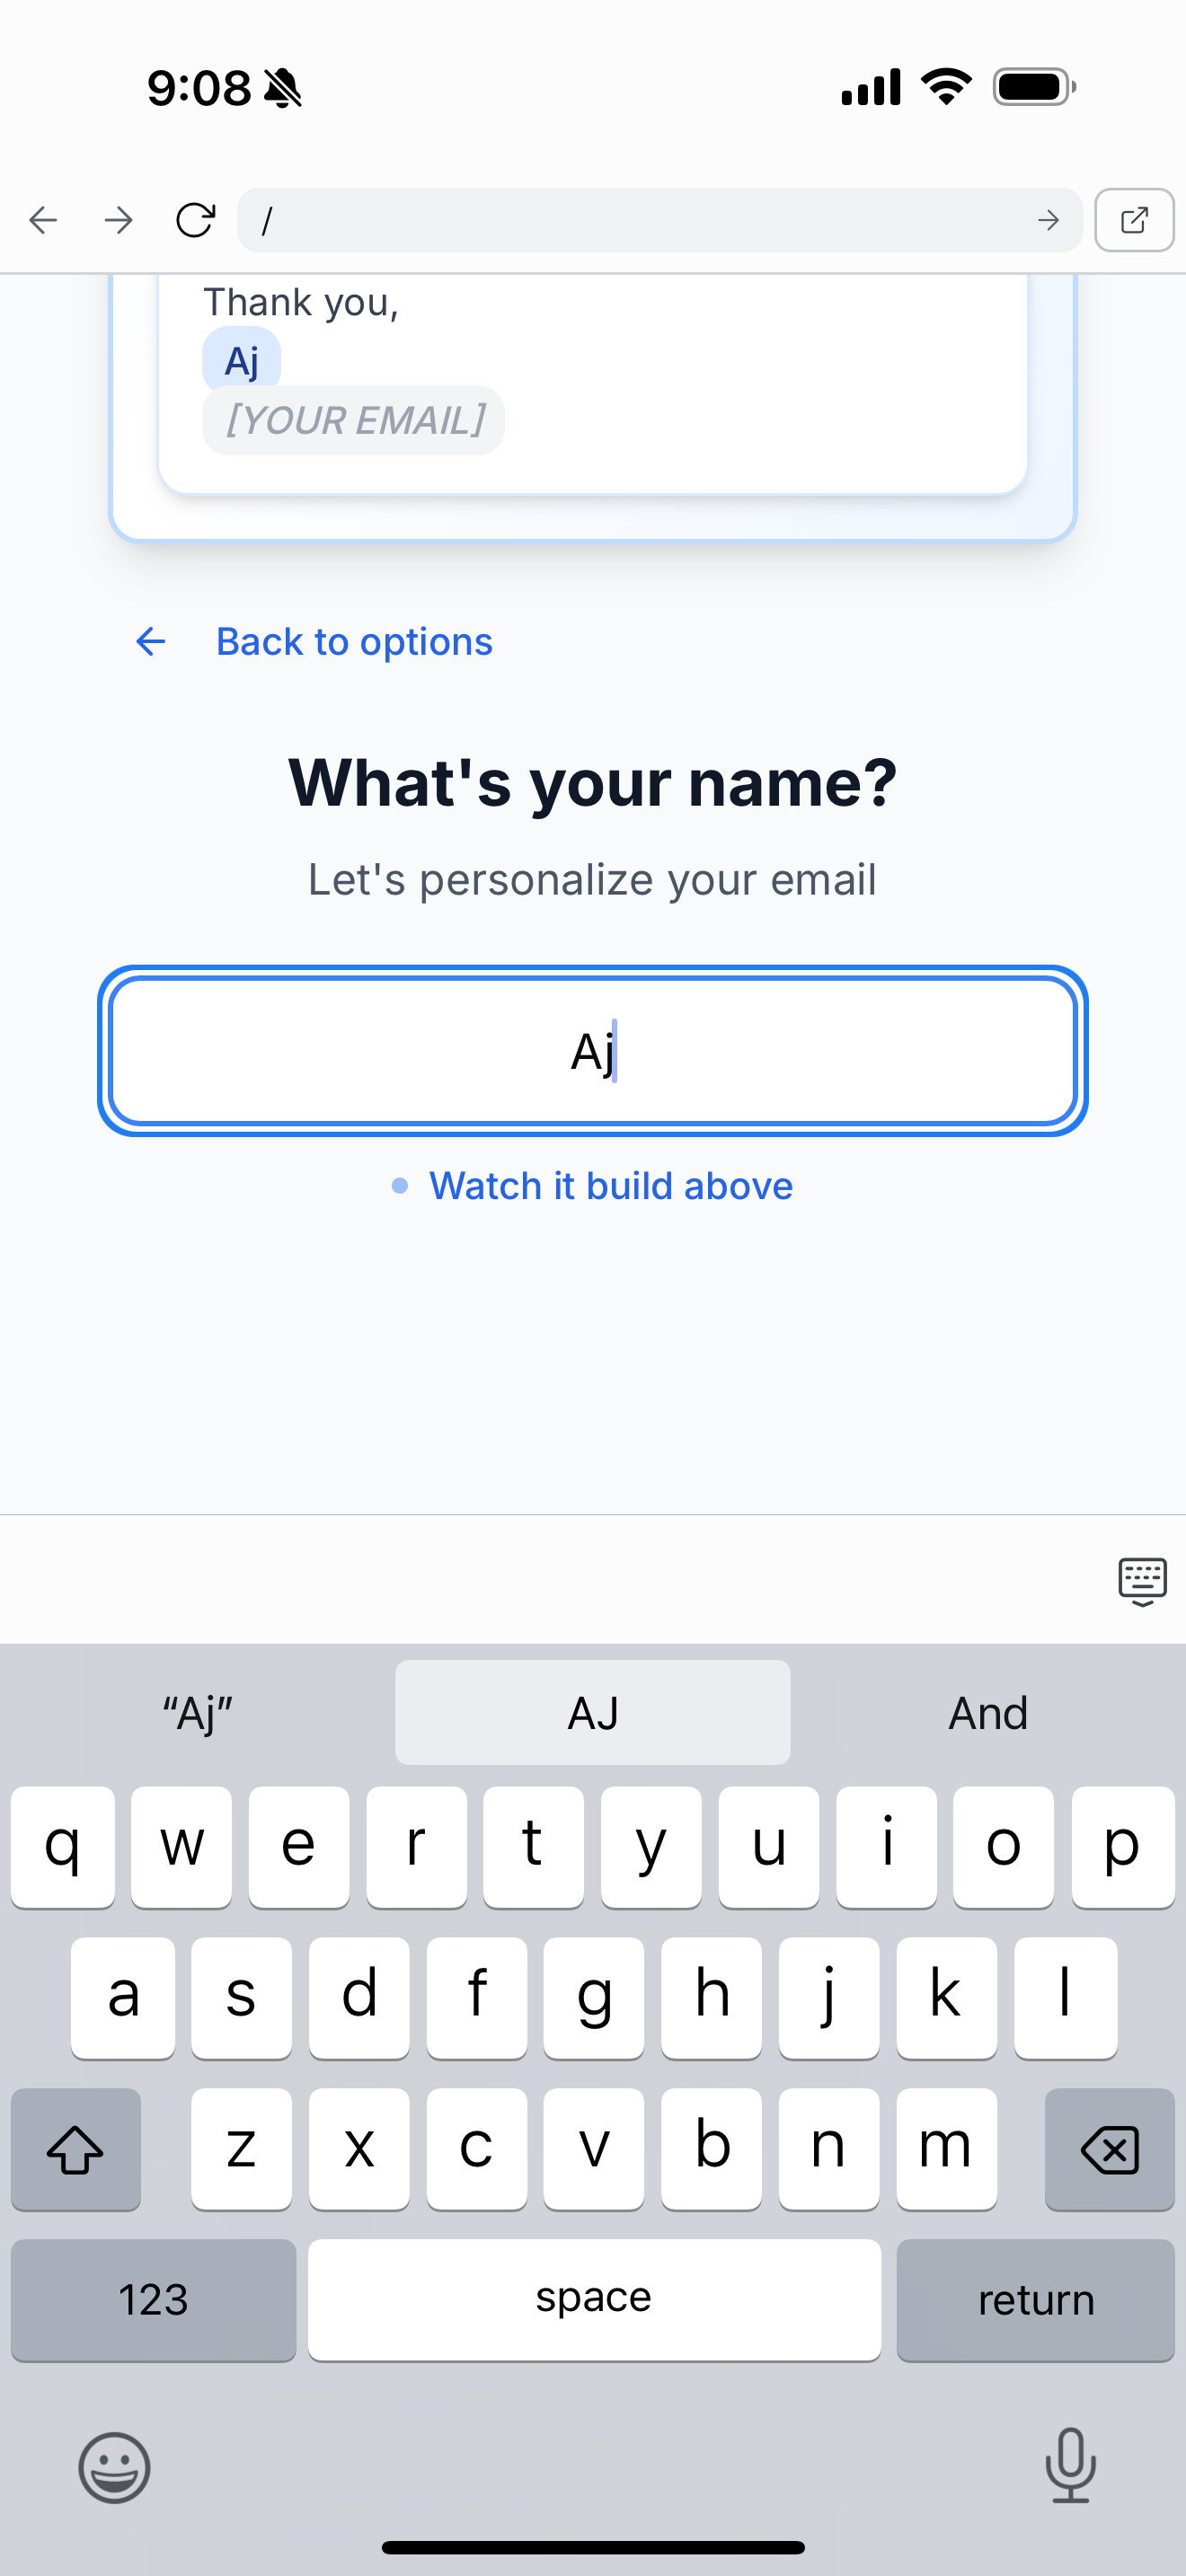 9:08
/
Thank you,
Aj
[YOUR EMAIL]
Back to options
What's your name?
Let's personalize your email
Aj
Watch it build above
“Aj” AJ And
q w e r t y u i o p
a s d f g h j k l
z x c v b n m
123 space return